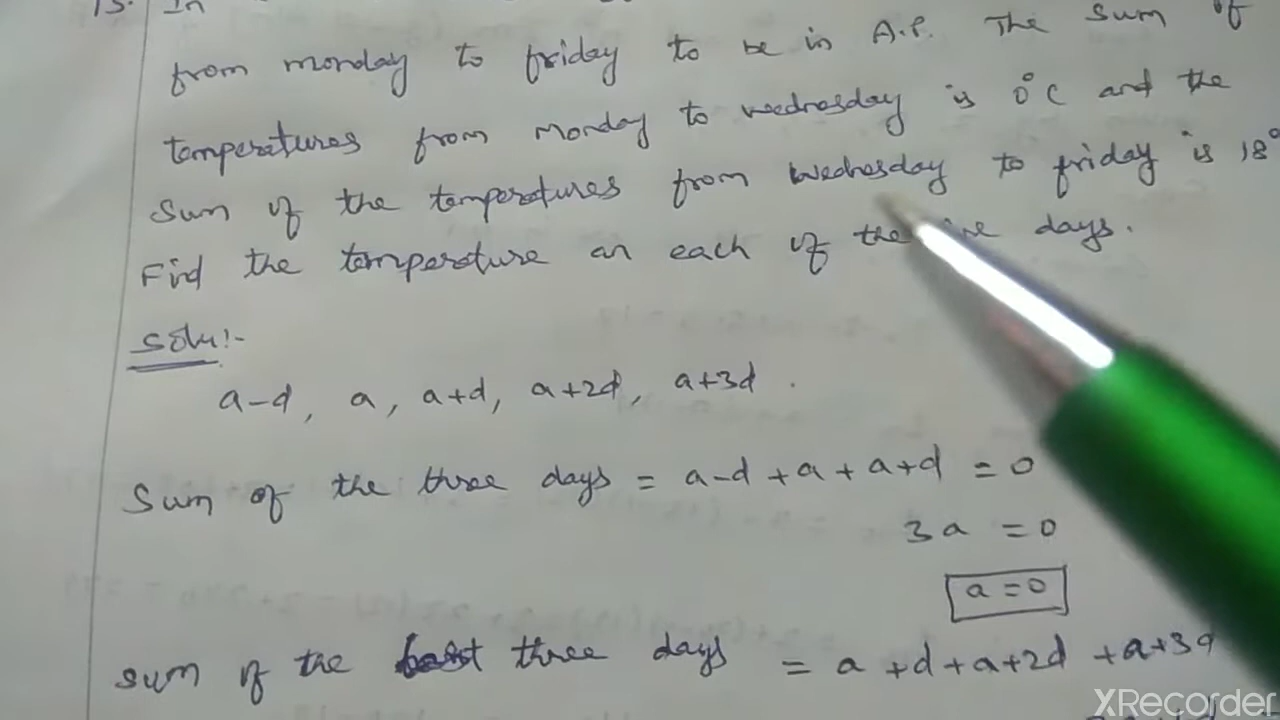 13. In
from monday to friday to be in A.P. The Sum of
temperatures from monday to wednesday is 0°C and the
Sum of the temperatures from Wednesday to friday is 18°
Find the temperature on each of the days.
Solu:-
a-d, a, a+d, a+2d, a+3d.
Sum of the three days = a-d +a + a+d = 0
3a = 0
a = 0
Sum of the last three days = a +d+a+2d +a+3d
XRecorder